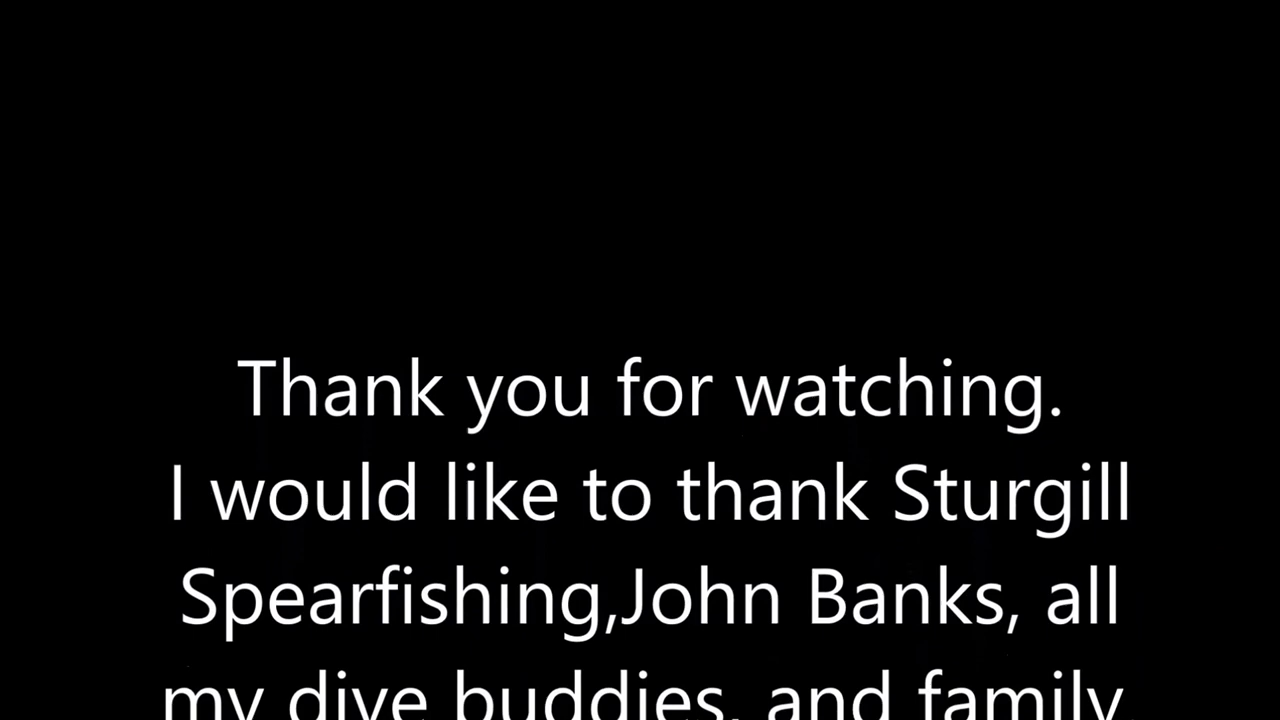 Thank you for watching.
I would like to thank Sturgill
Spearfishing,John Banks, all
my dive buddies, and family